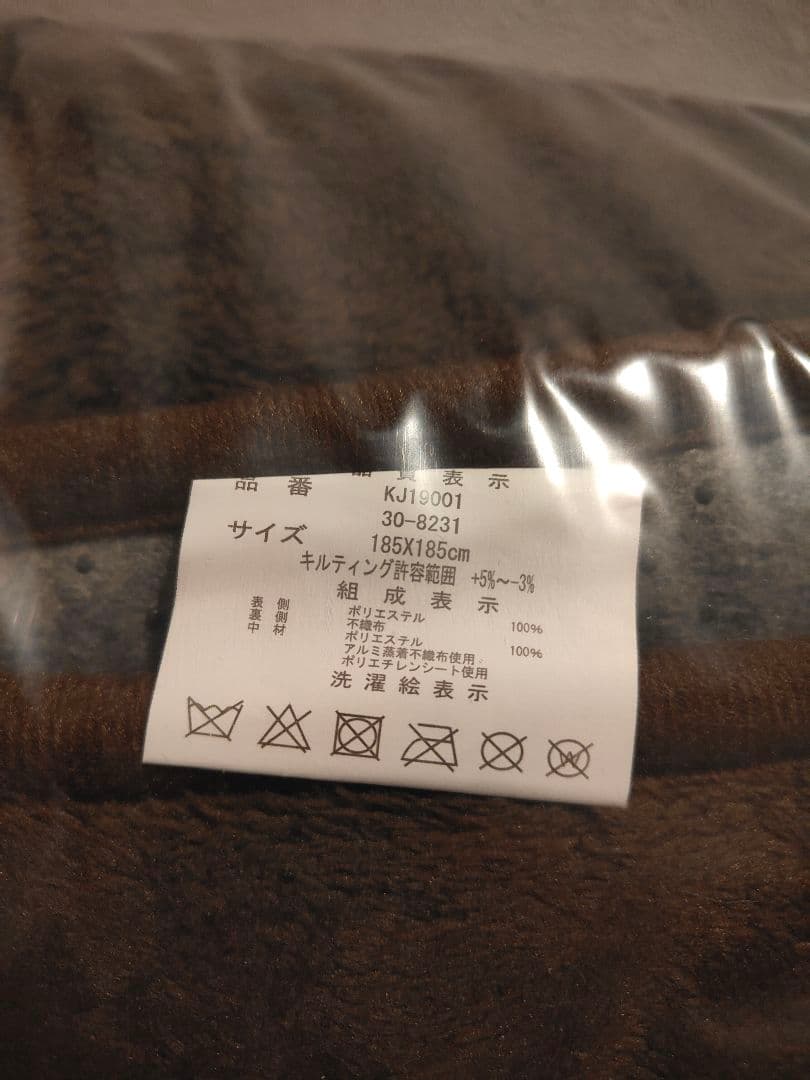 品質表示
品番 KJ19001
30-8231
サイズ 185X185cm
キルティング許容範囲 +5%～-3%
組成表示
表側 ポリエステル 100%
裏側 不織布
中材 ポリエステル 100%
アルミ蒸着不織布使用
ポリエチレンシート使用
洗濯絵表示